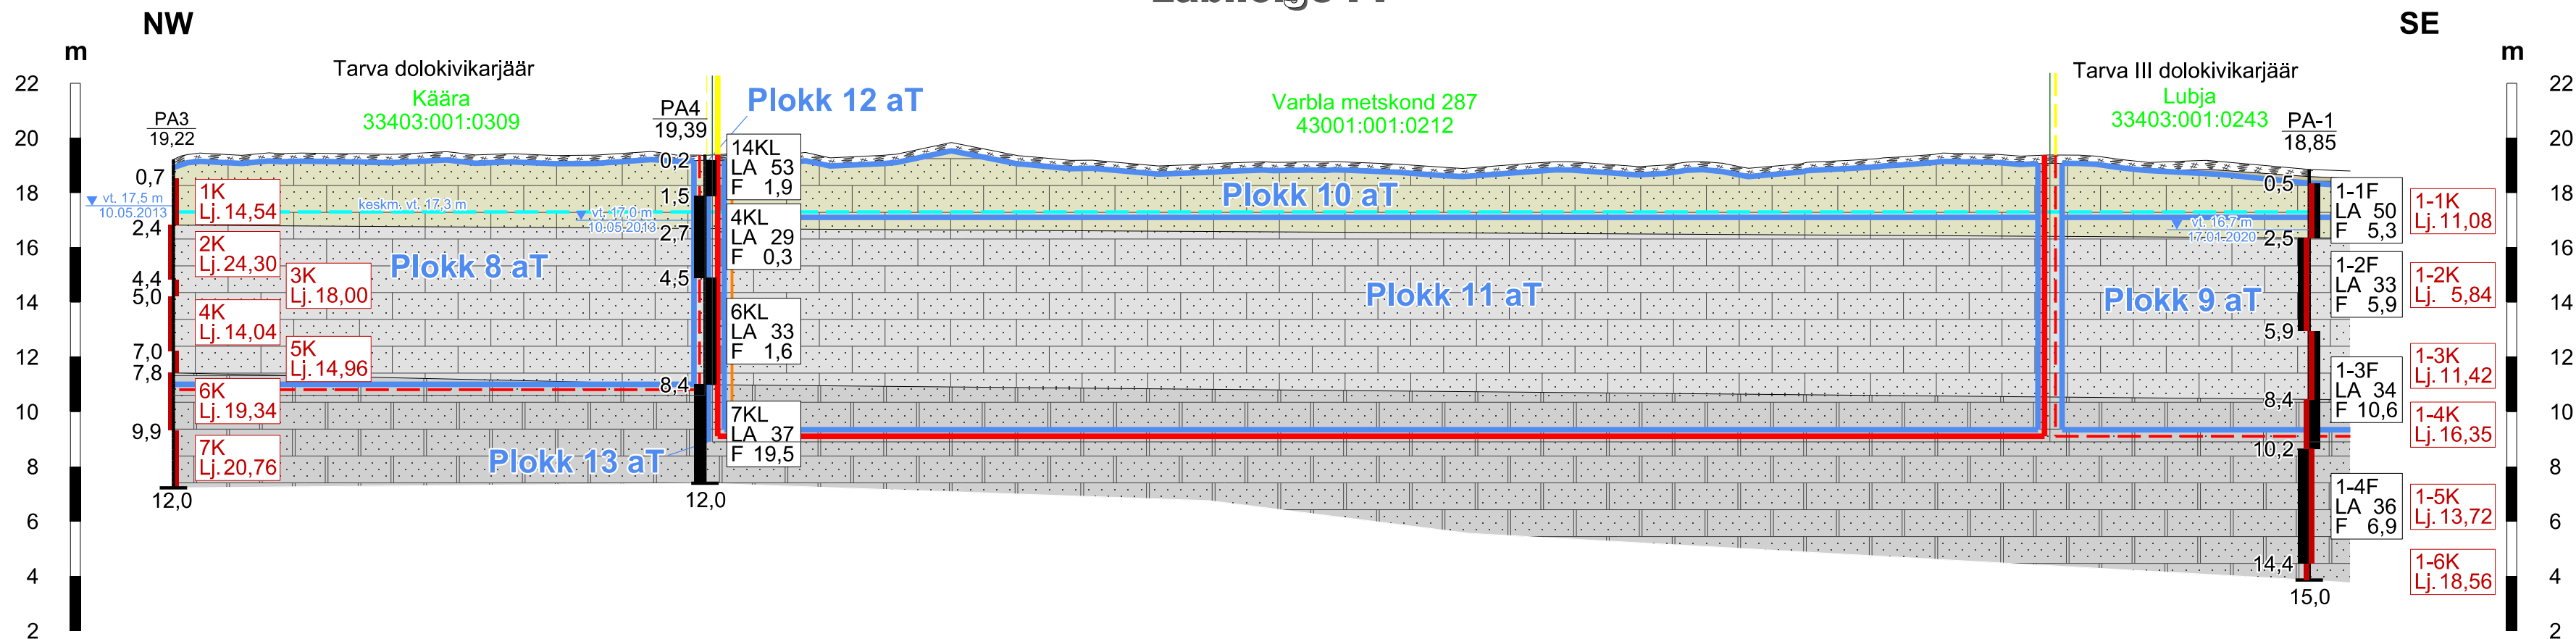 NW
SE
m
m
22
20
18
16
14
12
10
8
6
4
2
Tarva dolokivikarjäär
Käära
33403:001:0309
PA3
19,22
0,7
2,4
4,4
5,0
7,0
7,8
9,9
12,0
vt. 17,5 m
10.05.2013
1K
Lj. 14,54
2K
Lj. 24,30
3K
Lj. 18,00
4K
Lj. 14,04
5K
Lj. 14,96
6K
Lj. 19,34
7K
Lj. 20,76
keskm. vt. 17,3 m
vt. 17,0 m
10.05.2013
Plokk 8 aT
Plokk 13 aT
PA4
19,39
0,2
1,5
2,7
4,5
8,4
12,0
Plokk 12 aT
14KL
LA 53
F 1,9
4KL
LA 29
F 0,3
6KL
LA 33
F 1,6
7KL
LA 37
F 19,5
Varbla metskond 287
43001:001:0212
Plokk 10 aT
Plokk 11 aT
Tarva III dolokivikarjäär
Lubja
33403:001:0243
PA-1
18,85
vt. 16,7 m
17.01.2020
Plokk 9 aT
0,5
2,5
5,9
8,4
10,2
14,4
15,0
1-1F
LA 50
F 5,3
1-2F
LA 33
F 5,9
1-3F
LA 34
F 10,6
1-4F
LA 36
F 6,9
1-1K
Lj. 11,08
1-2K
Lj. 5,84
1-3K
Lj. 11,42
1-4K
Lj. 16,35
1-5K
Lj. 13,72
1-6K
Lj. 18,56
22
20
18
16
14
12
10
8
6
4
2